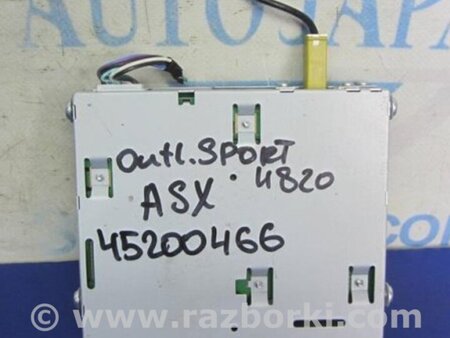 AUTOJAPA
outl.SPORT
4820
ASX
45200466
© www.razborki.com